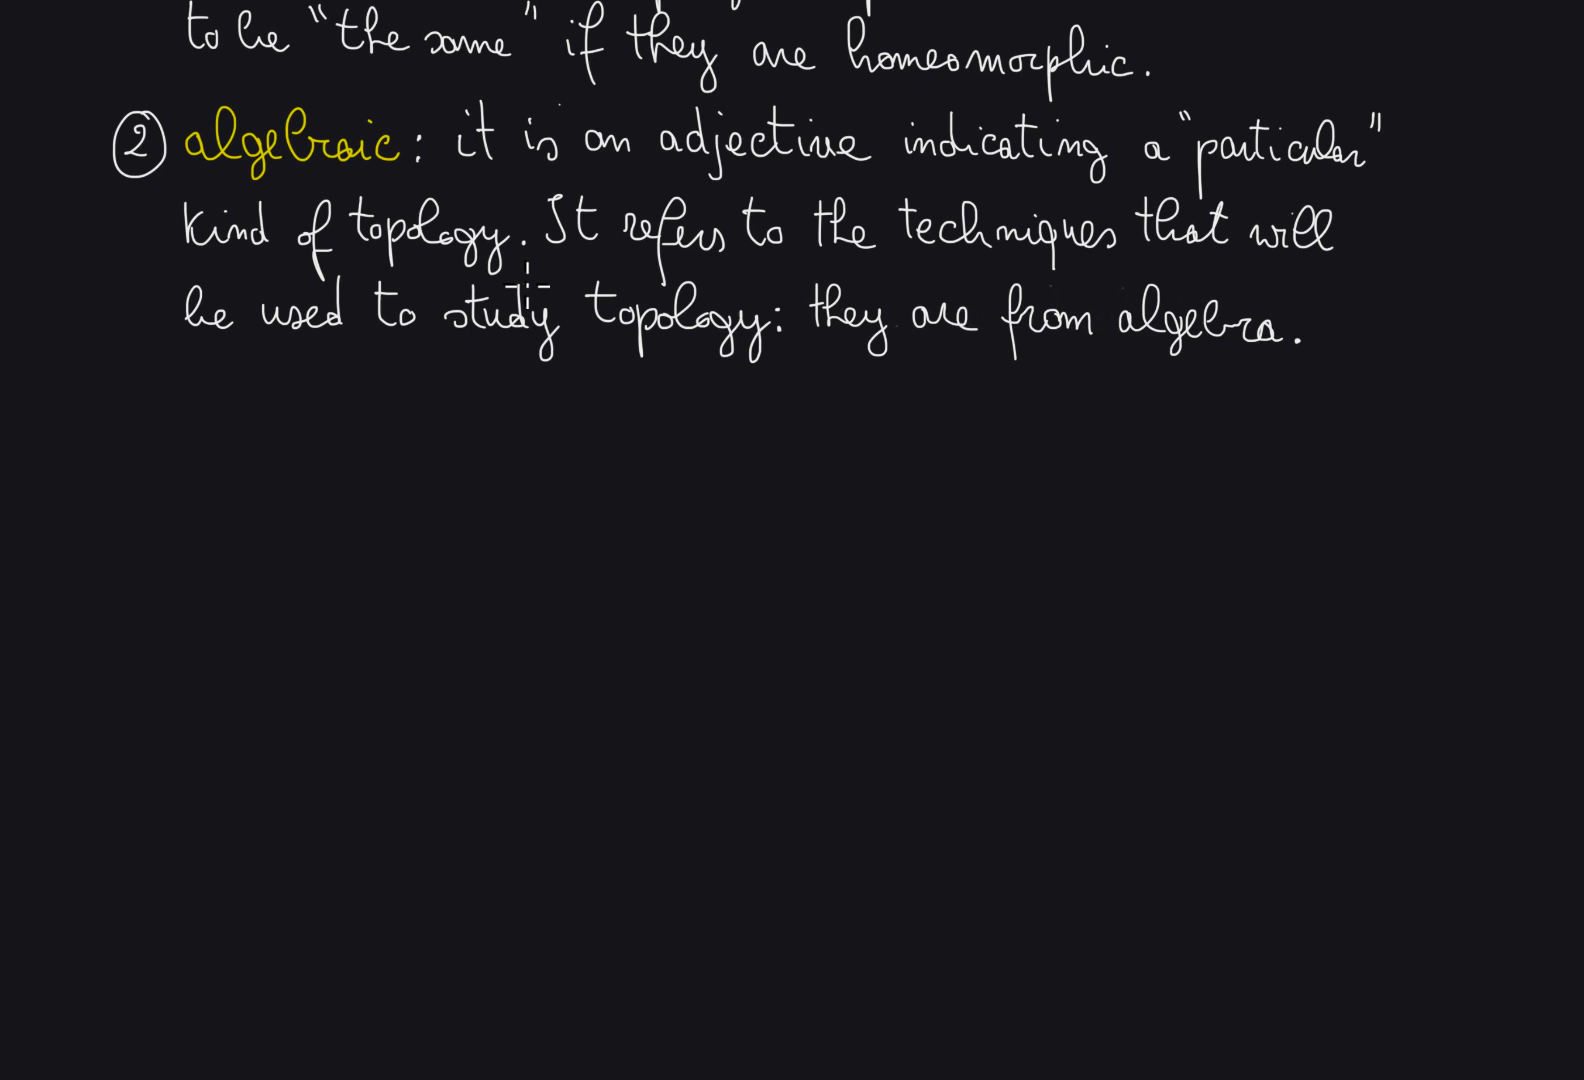 to be "the same" if they are homeomorphic.
② algebraic: it is an adjective indicating a "particular"
kind of topology. It refers to the techniques that will
be used to study topology: they are from algebra.